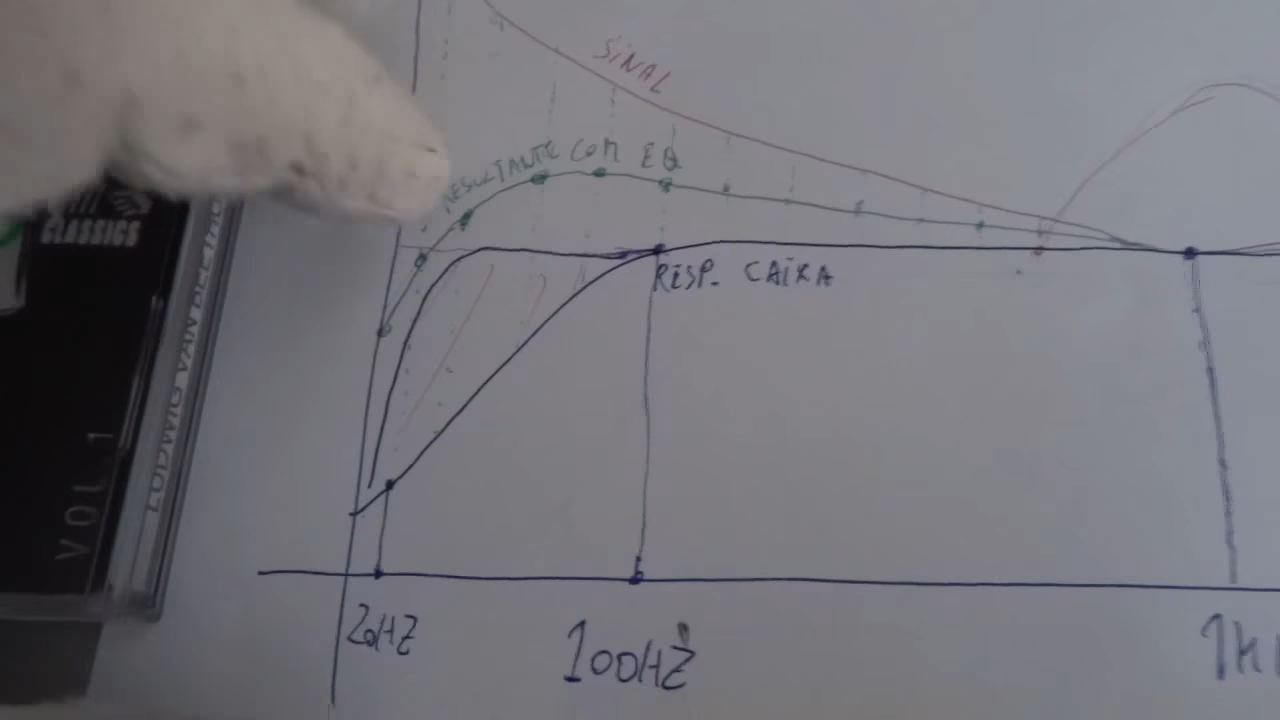 SINAL
RESULTANTE COM EQ
RESP. CAIXA
CLASSICS
VOL 1
20HZ
100HZ